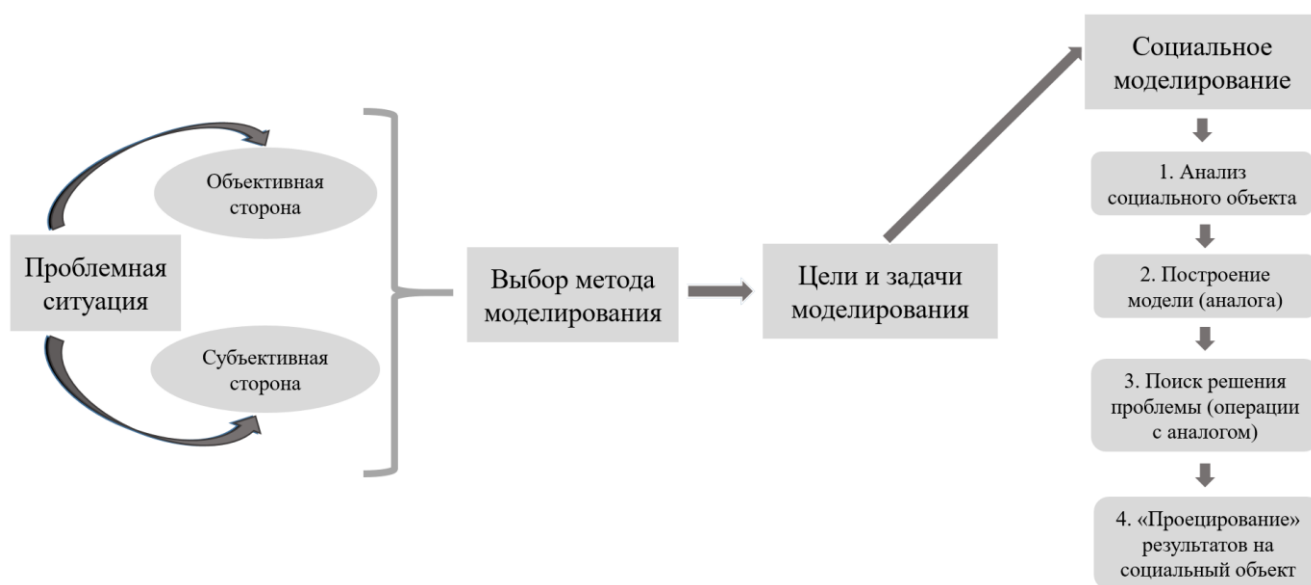 Проблемная
ситуация
Объективная
сторона
Субъективная
сторона
Выбор метода
моделирования
Цели и задачи
моделирования
Социальное
моделирование
1. Анализ
социального объекта
2. Построение
модели (аналога)
3. Поиск решения
проблемы (операции
с аналогом)
4. «Проецирование»
результатов на
социальный объект